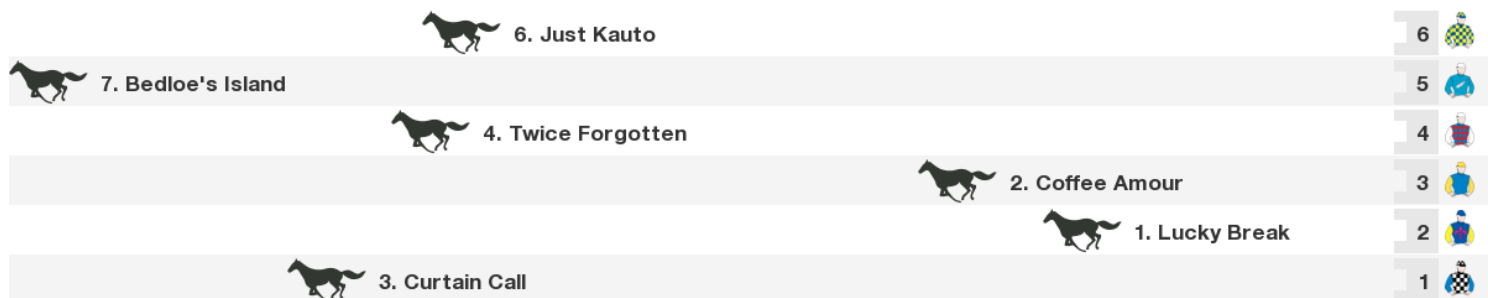 6. Just Kauto 6
7. Bedloe's Island 5
4. Twice Forgotten 4
2. Coffee Amour 3
1. Lucky Break 2
3. Curtain Call 1